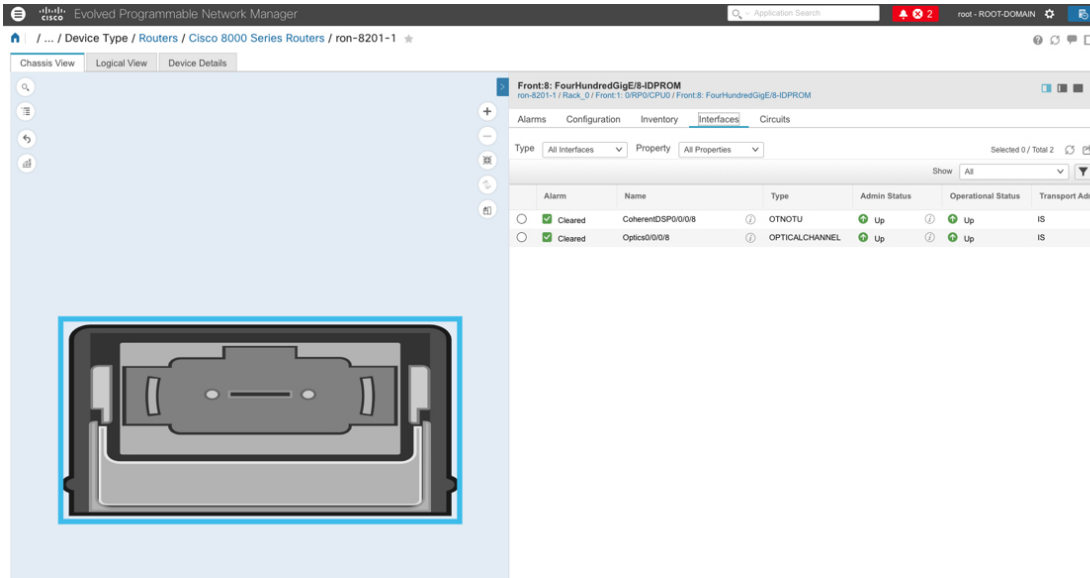 cisco Evolved Programmable Network Manager
Application Search
2
root - ROOT-DOMAIN
/ ... / Device Type / Routers / Cisco 8000 Series Routers / ron-8201-1
Chassis View Logical View Device Details
Front:8: FourHundredGigE/8-IDPROM
ron-8201-1 / Rack_0 / Front:1: 0/RP0/CPU0 / Front:8: FourHundredGigE/8-IDPROM
Alarms Configuration Inventory Interfaces Circuits
Type All Interfaces Property All Properties Selected 0 / Total 2
Show All
Alarm Name Type Admin Status Operational Status Transport Adm
Cleared CoherentDSP0/0/0/8 OTNOTU Up Up IS
Cleared Optics0/0/0/8 OPTICALCHANNEL Up Up IS